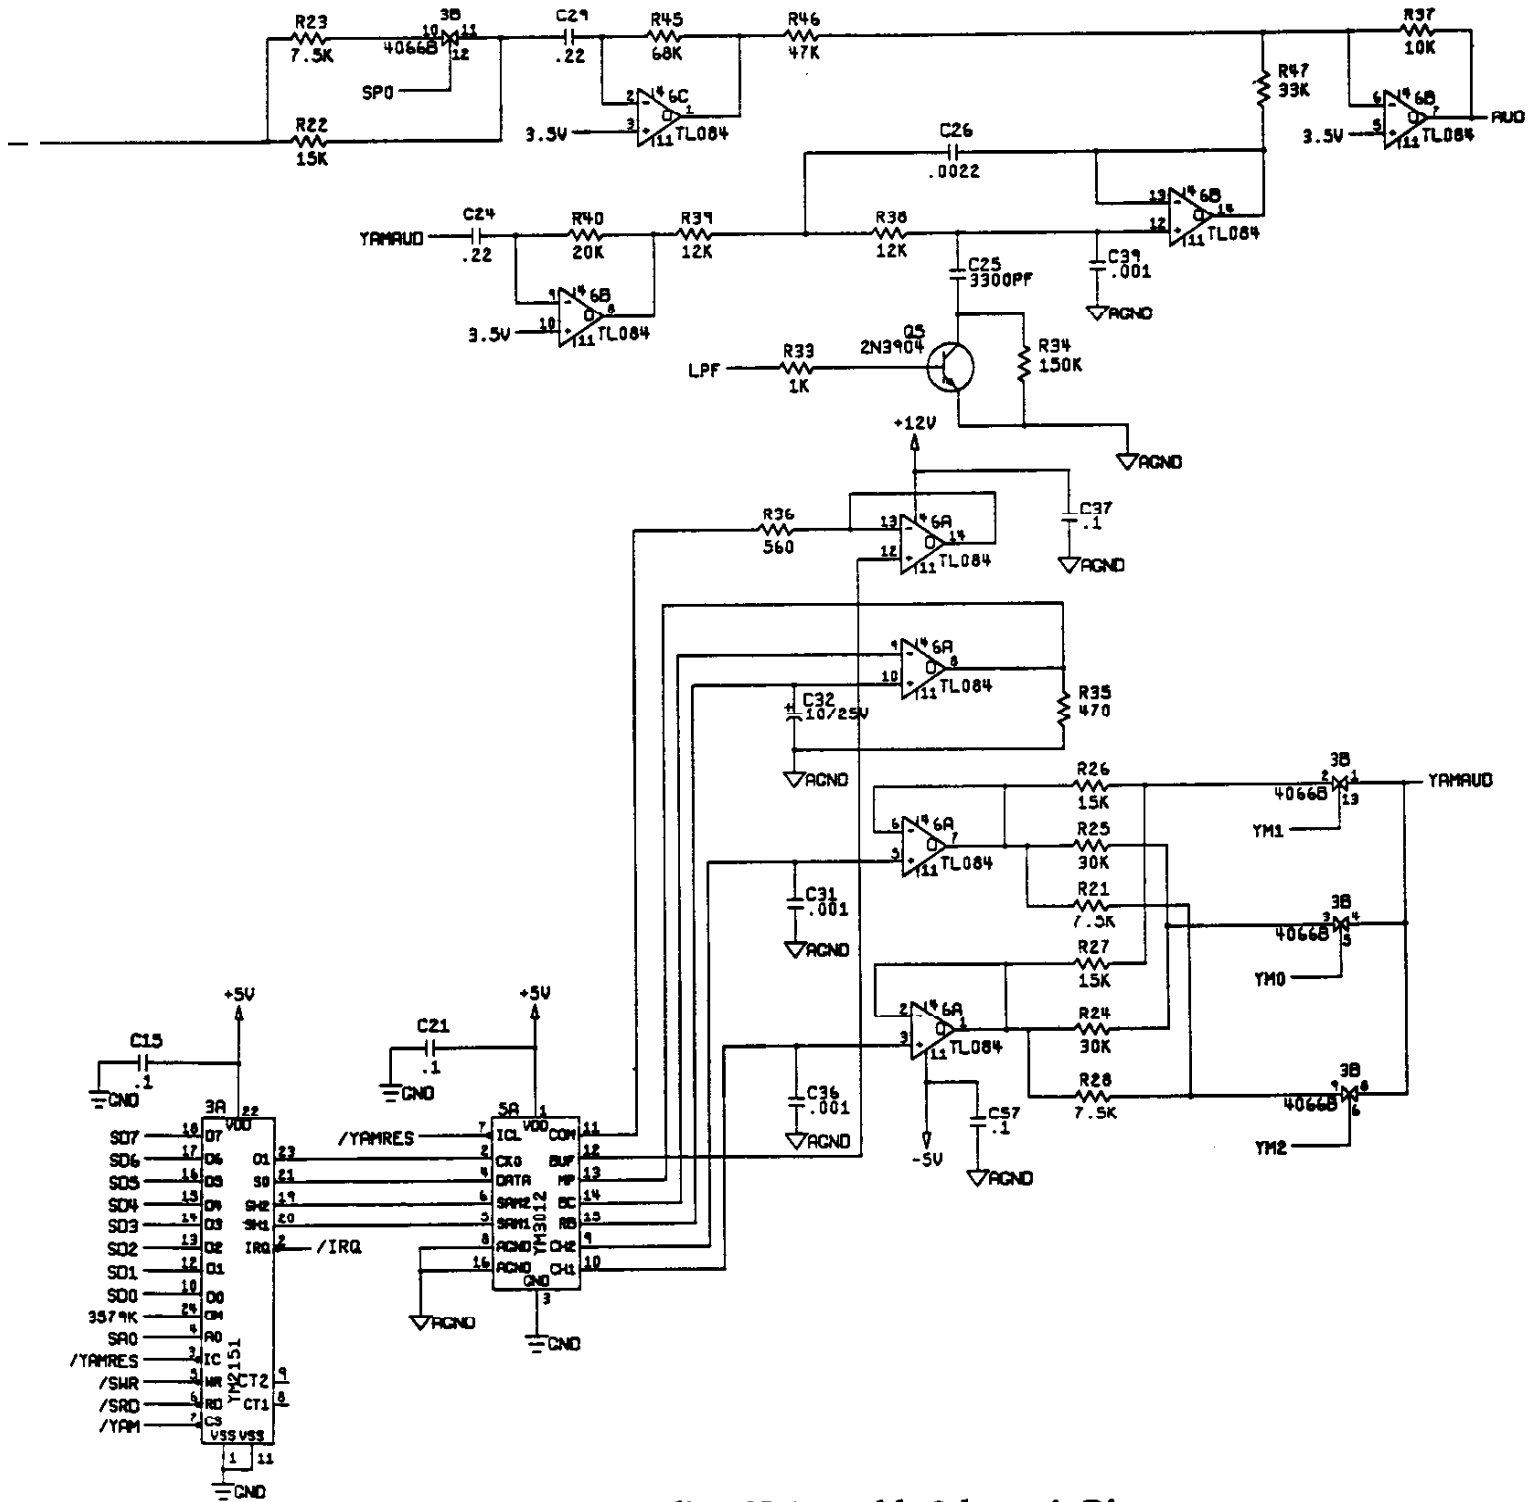 R23
7.5K
3B
10 11
4066B 12
SP0
R22
15K
C29
.22
R45
68K
R46
47K
2 4 6C
1
3
11 TL084
3.5V
R37
10K
R47
33K
6 4 6B
7
5
11 TL084
3.5V
AUD
C26
.0022
13 4 6B
14
12
11 TL084
YAMAUD
C24
.22
R40
20K
R39
12K
R38
12K
9 4 6B
8
10
11 TL084
3.5V
C25
3300PF
C39
.001
AGND
Q5
2N3904
R34
150K
LPF
R33
1K
AGND
+12V
R36
560
13 4 6A
14
12
11 TL084
C37
.1
AGND
9 4 6A
8
10
11 TL084
C32
10/25V
AGND
R35
470
6 4 6A
7
5
11 TL084
C31
.001
AGND
R26
15K
R25
30K
R21
7.5K
R27
15K
R24
30K
R28
7.5K
3B
2 1
4066B 13
YM1
YAMAUD
3B
3 4
4066B 5
YM0
3B
9 8
4066B 6
YM2
2 4 6A
1
3
11 TL084
C36
.001
AGND
C57
.1
-5V
AGND
+5V
C15
.1
GND
+5V
C21
.1
GND
3A 22
VDD
SD7 18 D7
SD6 17 D6
SD5 16 D5
SD4 15 D4
SD3 14 D3
SD2 13 D2
SD1 12 D1
SD0 10 D0
3579K 24 OM
SA0 4 A0
/YAMRES 3 IC
/SWR 5 WR
/SRD 6 RD
/YAM 7 CS
O1 23
SO 21
SH2 19
SH1 20
IRQ 2 /IRQ
CT2 9
CT1 8
YM2151
VSS VSS
1 11
GND
5A 1
VDD
/YAMRES 7 ICL
2 CKO
4 DATA
6 SAM2
5 SAM1
8 AGND
16 AGND
COM 11
BUF 12
MP 13
BC 14
RB 15
CH2 9
CH1 10
YM3012
GND
3
AGND
GND